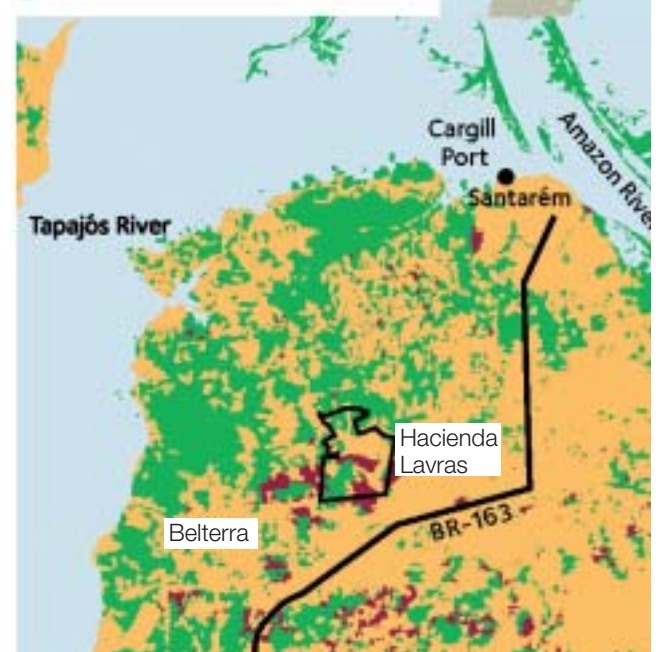 Cargill
Port
Amazon River
Santarém
Tapajós River
Hacienda
Lavras
BR-163
Belterra